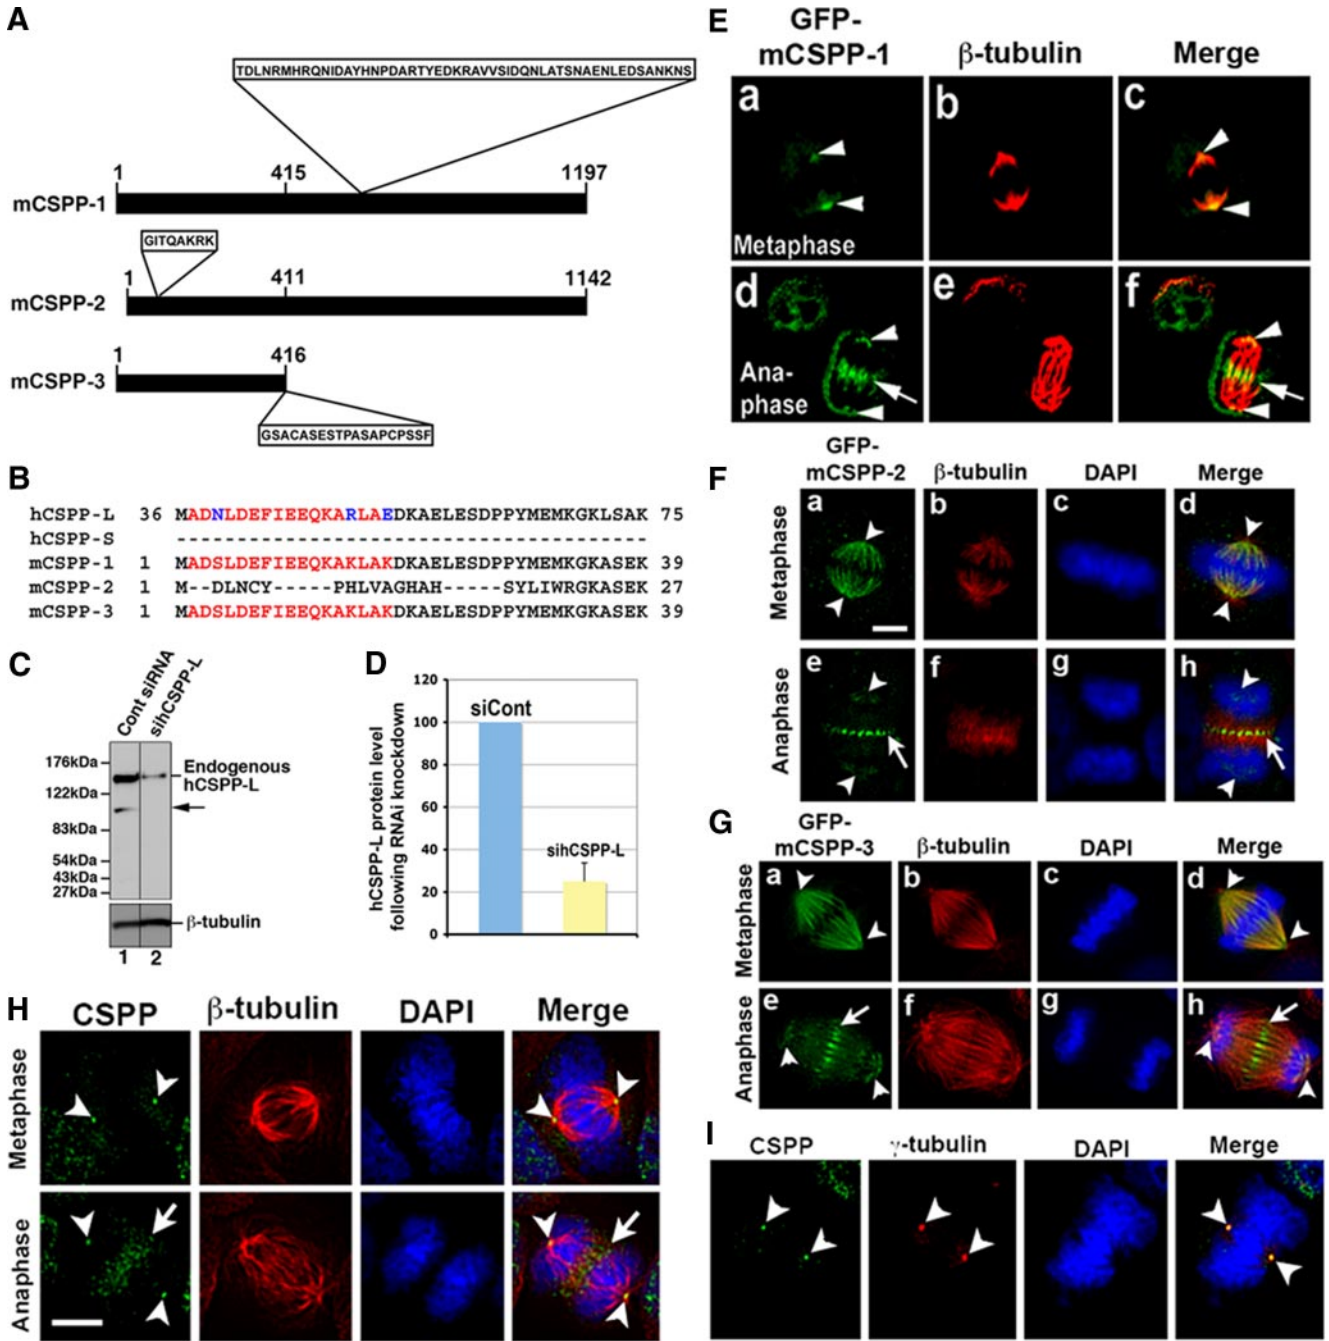 A
TDLNRMHRQNIDAYHNPDARTYEDKRAVVSIDQNLATSNAENLEDSANKNS
1 415 1197
mCSPP-1
GITQAKRK
1 411 1142
mCSPP-2
1 416
mCSPP-3
GSACASESTPASAPCPSSF
B
hCSPP-L 36 MADNLDEFIEEQKARLAEDKAELESDPPYMEMKGKLSAK 75
hCSPP-S ---------------------------------------
mCSPP-1 1 MADSLDEFIEEQKAKLAKDKAELESDPPYMEMKGKASEK 39
mCSPP-2 1 M--DLNCY-----PHLVAGHAH-----SYLIWRGKASEK 27
mCSPP-3 1 MADSLDEFIEEQKAKLAKDKAELESDPPYMEMKGKASEK 39
C
Cont siRNA
sihCSPP-L
176kDa
122kDa
83kDa
54kDa
43kDa
27kDa
Endogenous
hCSPP-L
β-tubulin
1 2
D
hCSPP-L protein level
following RNAi knockdown
120
100
80
60
40
20
0
siCont
sihCSPP-L
E
GFP-
mCSPP-1 β-tubulin Merge
a b c
Metaphase
d e f
Ana-
phase
F
GFP-
mCSPP-2 β-tubulin DAPI Merge
Metaphase
a b c d
Anaphase
e f g h
G
GFP-
mCSPP-3 β-tubulin DAPI Merge
Metaphase
a b c d
Anaphase
e f g h
H
CSPP β-tubulin DAPI Merge
Metaphase
Anaphase
I
CSPP γ-tubulin DAPI Merge